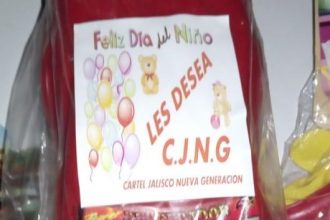 Feliz Día del Niño
LES DESEA
C.J.N.G
CARTEL JALISCO NUEVA GENERACION